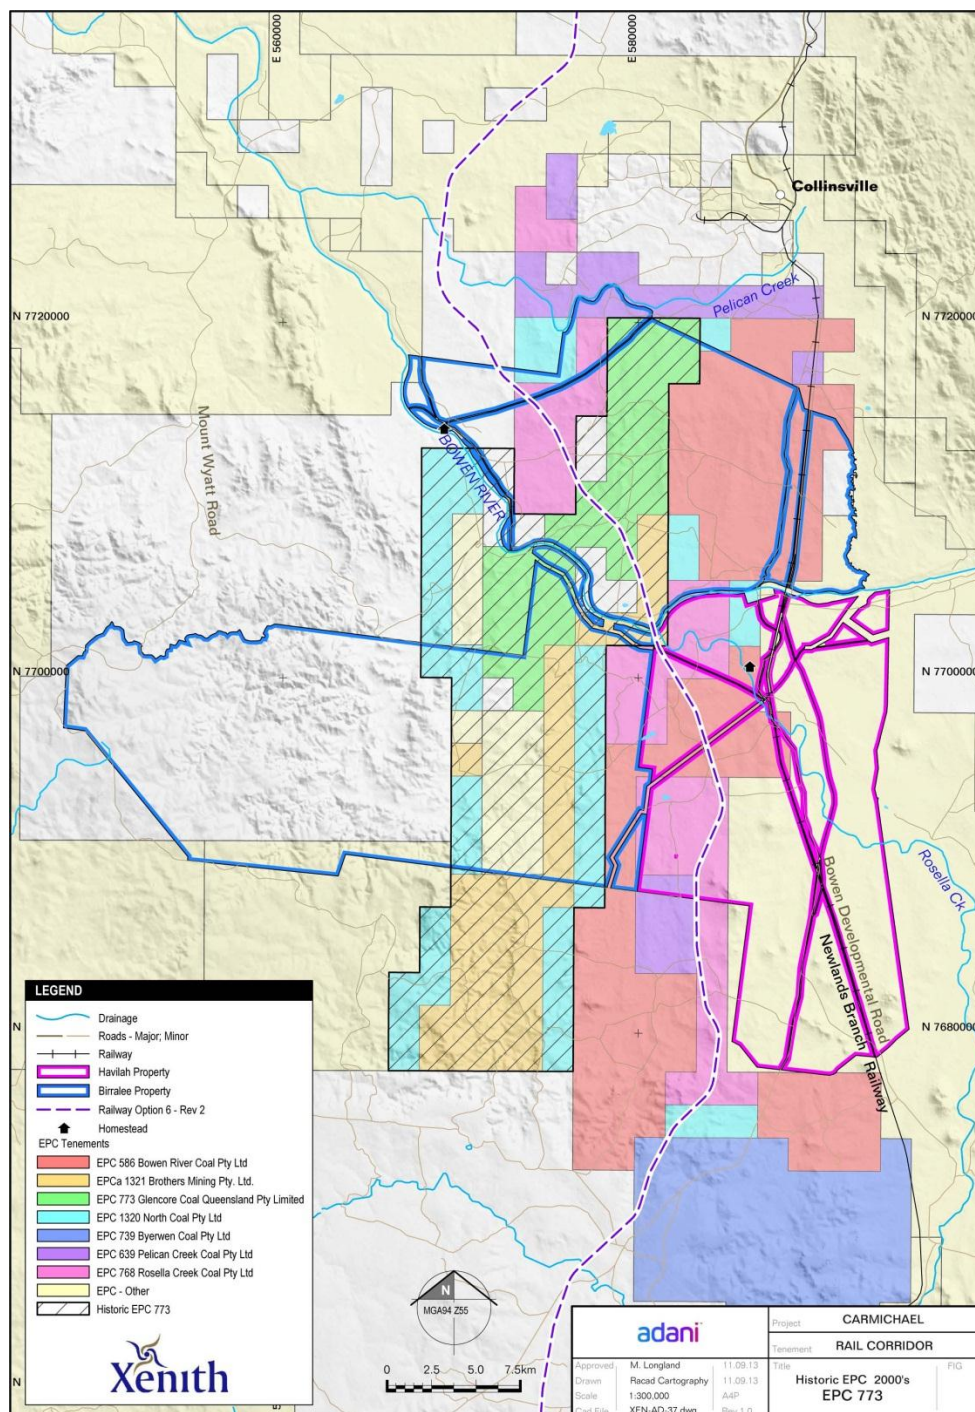 E 560000
E 580000
Collinsville
N 7720000
N 7720000
Pelican Creek
Mount Wyatt Road
BOWEN RIVER
N 7700000
N 7700000
Rosella Ck
Bowen Developmental Road
Newlands Branch Railway
N
N 7680000
LEGEND
Drainage
Roads - Major; Minor
Railway
Havilah Property
Birralee Property
Railway Option 6 - Rev 2
Homestead
EPC Tenements
EPC 586 Bowen River Coal Pty Ltd
EPCa 1321 Brothers Mining Pty. Ltd.
EPC 773 Glencore Coal Queensland Pty Limited
EPC 1320 North Coal Pty Ltd
EPC 739 Byerwen Coal Pty Ltd
EPC 639 Pelican Creek Coal Pty Ltd
EPC 768 Rosella Creek Coal Pty Ltd
EPC - Other
Historic EPC 773
Xenith
N
N
MGA94 Z55
0 2.5 5.0 7.5km
adani
Project CARMICHAEL
Tenement RAIL CORRIDOR
Approved M. Longland 11.09.13
Drawn Racad Cartography 11.09.13
Scale 1:300,000 A4P
Cad File XEN-AD-37.dwg Rev 1.0
Title FIG
Historic EPC 2000's
EPC 773